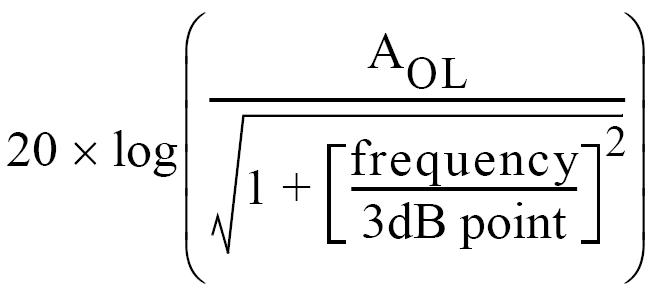 20 × log(A_OL / √(1 + [frequency / 3dB point]^2))